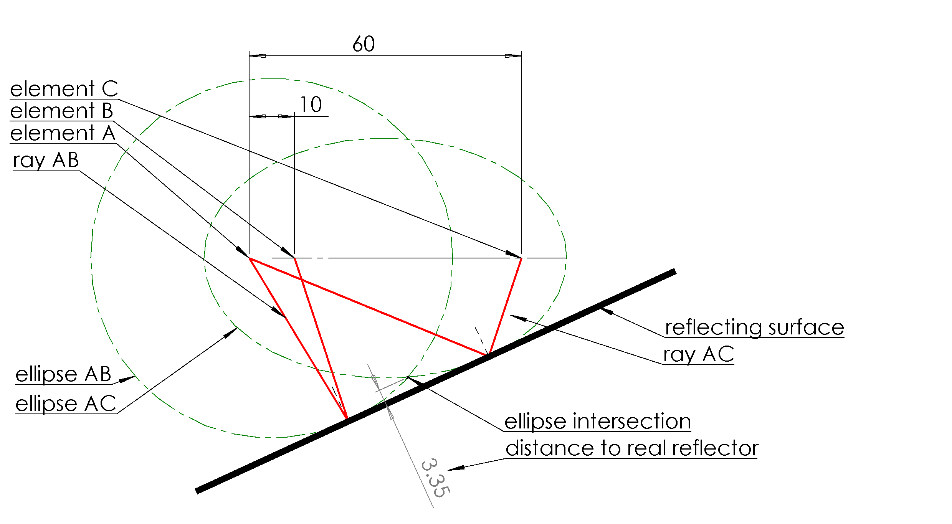 60
element C
element B
10
element A
ray AB
reflecting surface
ray AC
ellipse AB
ellipse AC
ellipse intersection
distance to real reflector
3.35